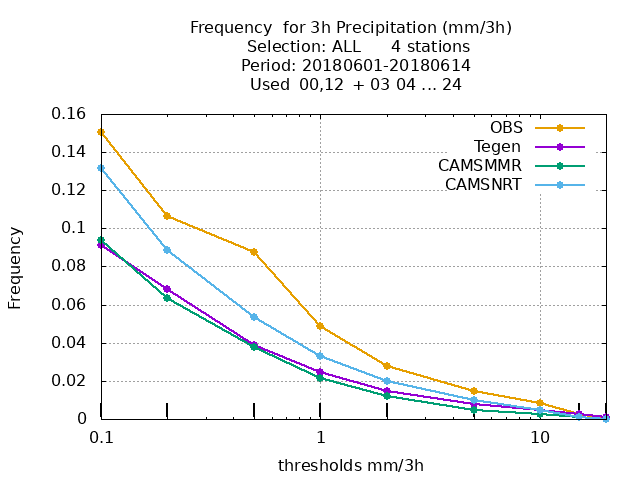 Frequency  for 3h Precipitation (mm/3h)
Selection: ALL      4 stations
Period: 20180601-20180614
Used  00,12  + 03 04 ... 24
OBS
Tegen
CAMSMMR
CAMSNRT
0.16
0.14
0.12
0.1
0.08
0.06
0.04
0.02
0
Frequency
0.1 1 10
thresholds mm/3h